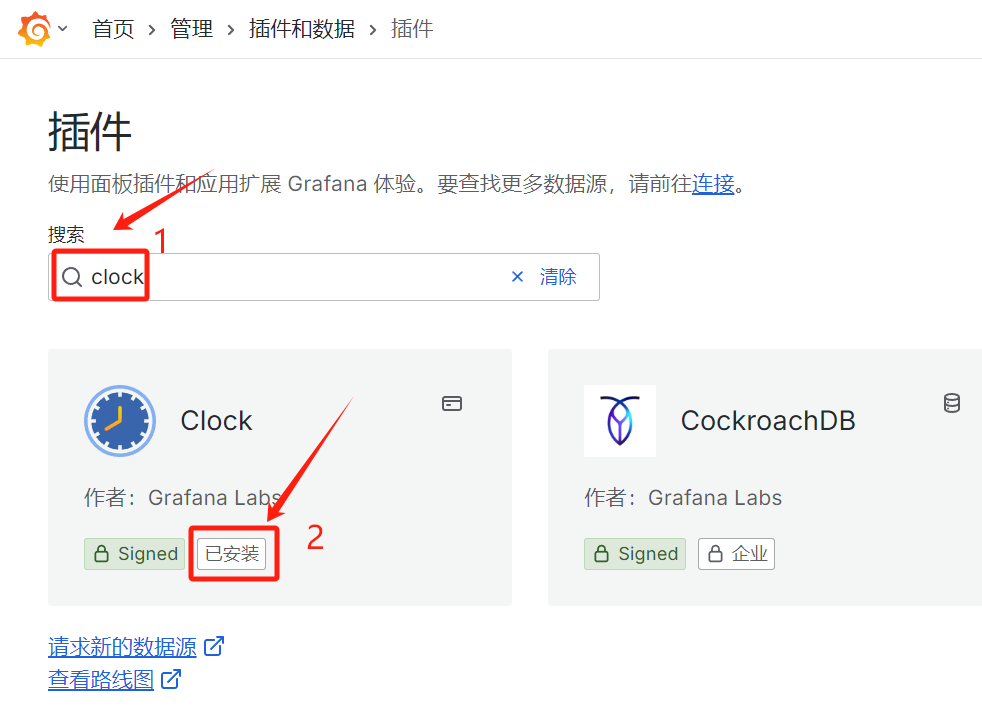 首页 › 管理 › 插件和数据 › 插件
插件
使用面板插件和应用扩展 Grafana 体验。要查找更多数据源，请前往连接。
搜索
1
clock
× 清除
Clock
CockroachDB
作者：Grafana Labs
作者：Grafana Labs
Signed
已安装
2
Signed
企业
请求新的数据源
查看路线图